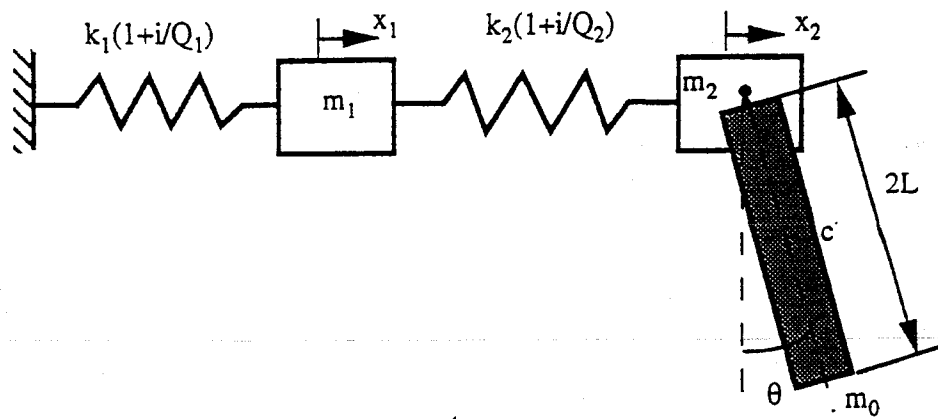 k₁(1+i/Q₁)
x₁
k₂(1+i/Q₂)
x₂
m₁
m₂
2L
c
θ
m₀